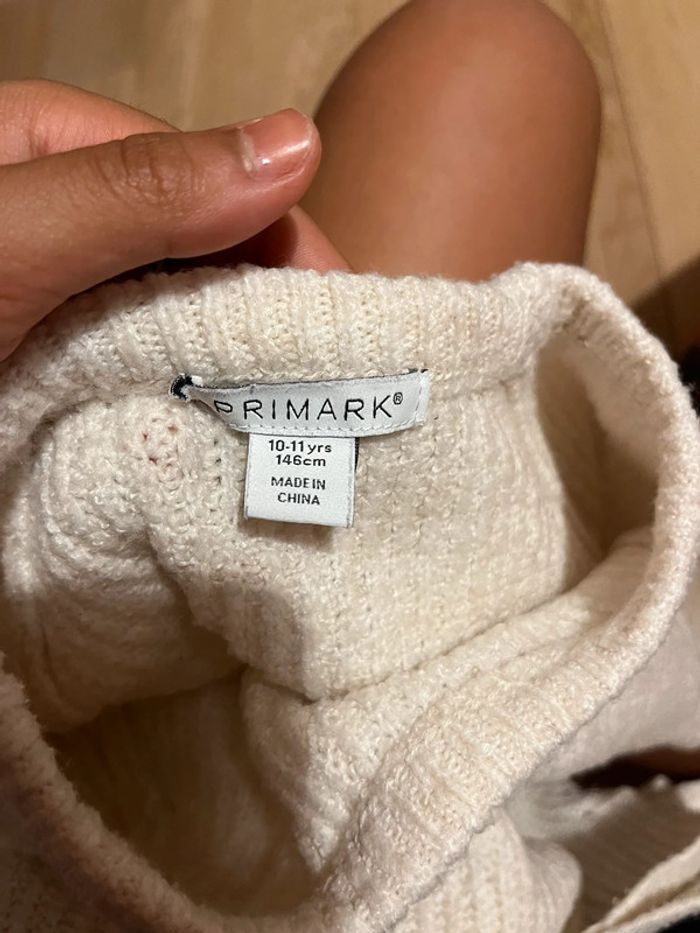 PRIMARK®
10-11 yrs
146cm
MADE IN
CHINA